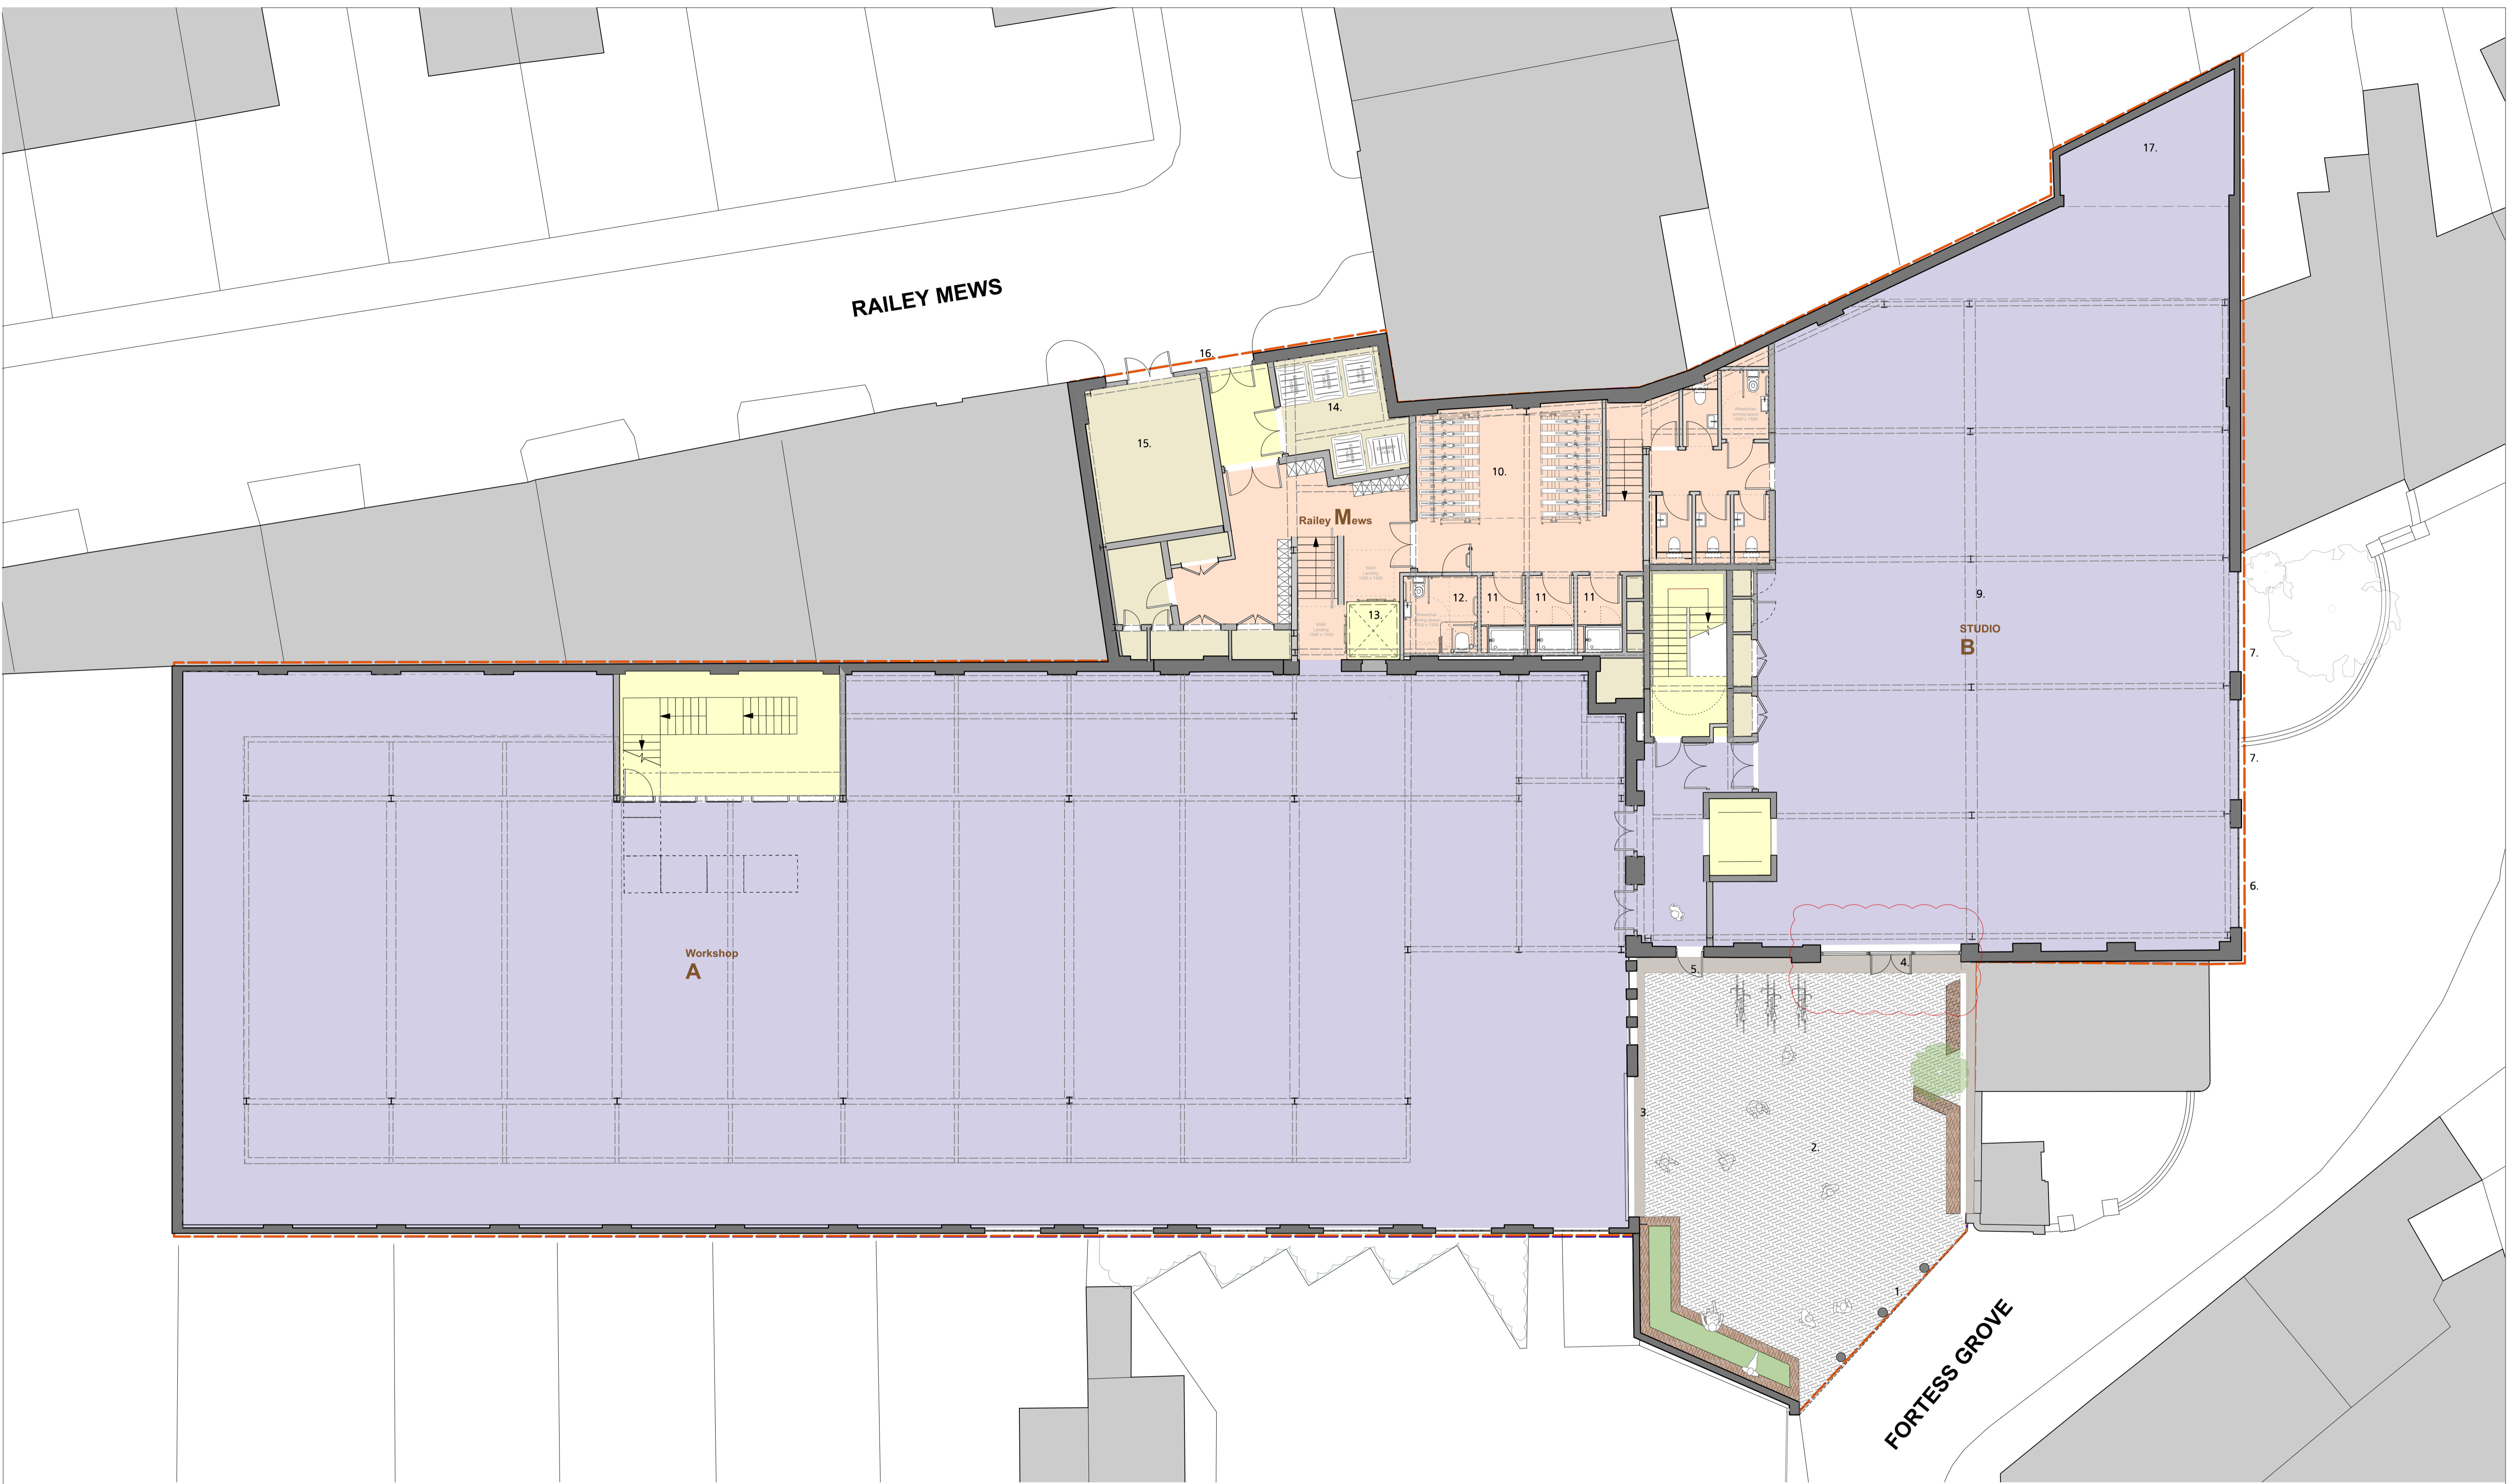 17.
RAILEY MEWS
16.
14.
15.
10.
Railey Mews
9.
STUDIO
B
12.
11
11
11
13.
7.
7.
6.
Workshop
A
5.
4.
3.
2.
1.
FORTESS GROVE